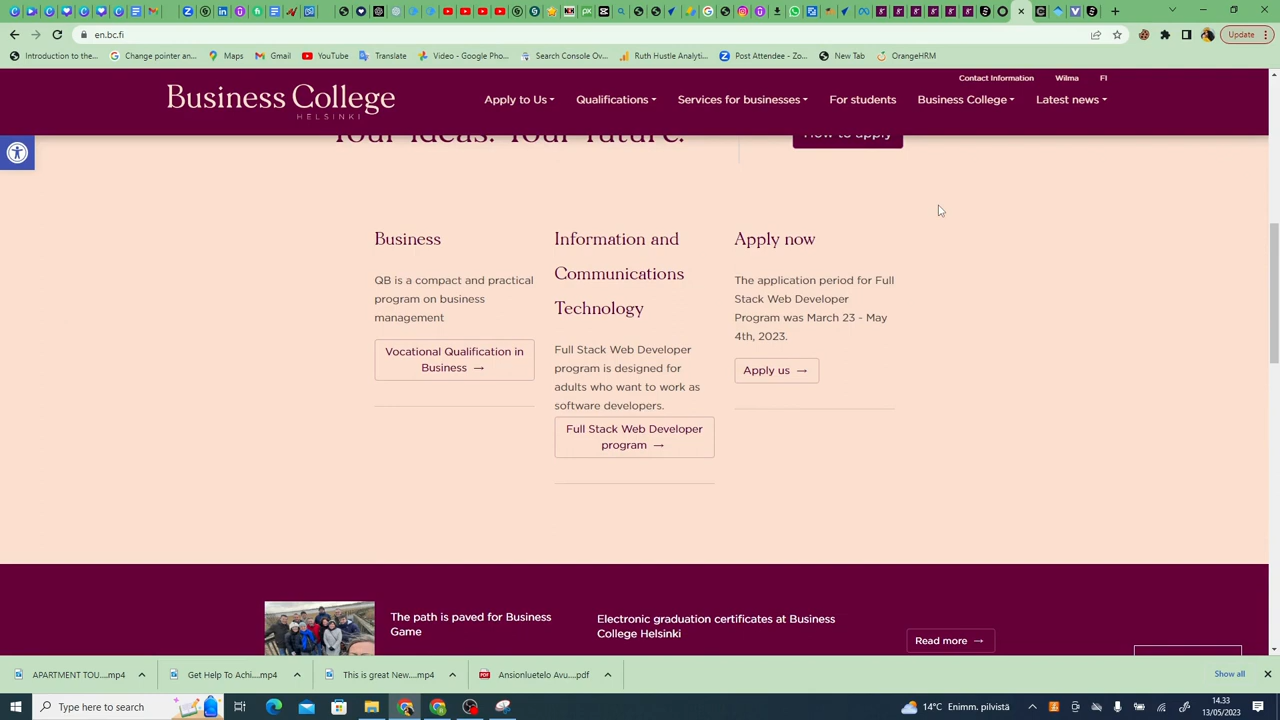 en.bc.fi
Update
Introduction to the...
Change pointer an...
Maps
Gmail
YouTube
Translate
Video - Google Pho...
Search Console Ov...
Ruth Hustle Analyti...
Post Attendee - Zo...
New Tab
OrangeHRM
Contact Information
Wilma
FI
Business College
HELSINKI
Apply to Us
Qualifications
Services for businesses
For students
Business College
Latest news
Your ideas. Your future.
How to apply
Business
QB is a compact and practical
program on business
management
Vocational Qualification in
Business →
Information and
Communications
Technology
Full Stack Web Developer
program is designed for
adults who want to work as
software developers.
Full Stack Web Developer
program →
Apply now
The application period for Full
Stack Web Developer
Program was March 23 - May
4th, 2023.
Apply us →
The path is paved for Business
Game
Electronic graduation certificates at Business
College Helsinki
Read more →
APARTMENT TOU....mp4
Get Help To Achi....mp4
This is great New....mp4
Ansionluetelo Avu....pdf
Show all
Type here to search
14°C Enimm. pilvistä
14.33
13/05/2023